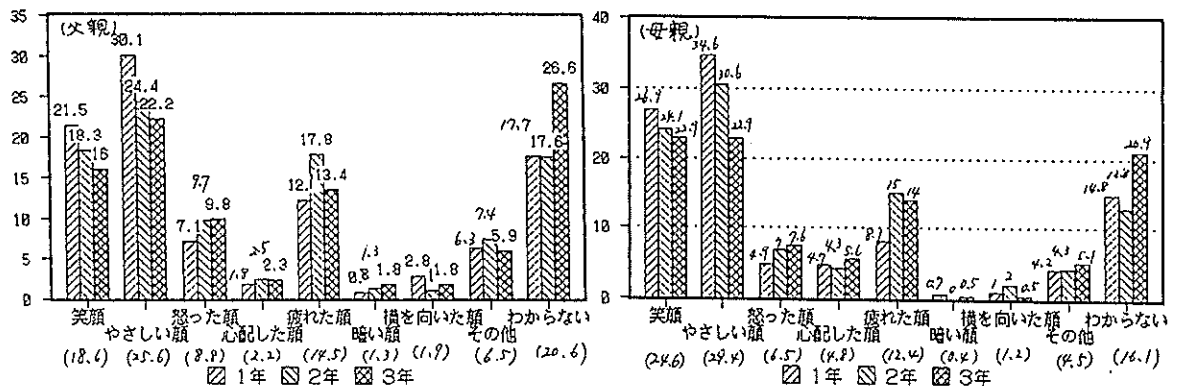 (父親)
35
30
25
20
15
10
5
0
21.5 18.3 16
30.1 24.4 22.2
7.1 9.7 9.8
1.8 2.5 2.3
17.8 13.4
0.8 1.3 1.8
2.8 1.8
6.3 7.4 5.9
17.7 17.6 26.6
笑顔 怒った顔 疲れた顔 横を向いた顔 わからない
やさしい顔 心配した顔 暗い顔 その他
(18.6) (25.6) (8.8) (2.2) (14.5) (1.3) (1.9) (6.5) (20.6)
1年 2年 3年
(母親)
40
30
20
10
0
26.9 24.1 22.9
34.6 30.6 22.9
4.9 7 7.6
4.7 4.3 5.6
8.1 15 14
0.7 0 0.5
1 2 0.5
4.2 4.3 5.1
14.8 12.8 20.9
笑顔 怒った顔 疲れた顔 横を向いた顔 わからない
やさしい顔 心配した顔 暗い顔 その他
(24.6) (29.4) (6.5) (4.8) (12.4) (0.4) (1.2) (4.5) (16.1)
1年 2年 3年